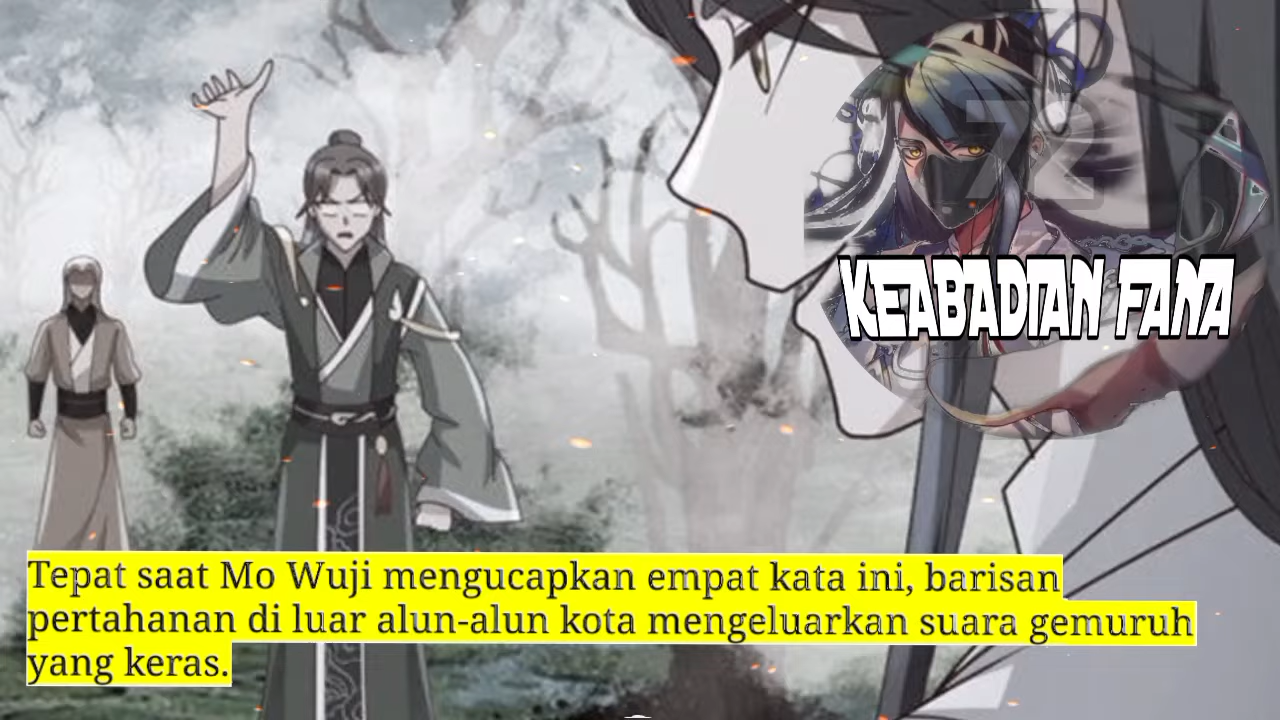 72
KEABADIAN FANA
Tepat saat Mo Wuji mengucapkan empat kata ini, barisan
pertahanan di luar alun-alun kota mengeluarkan suara gemuruh
yang keras.